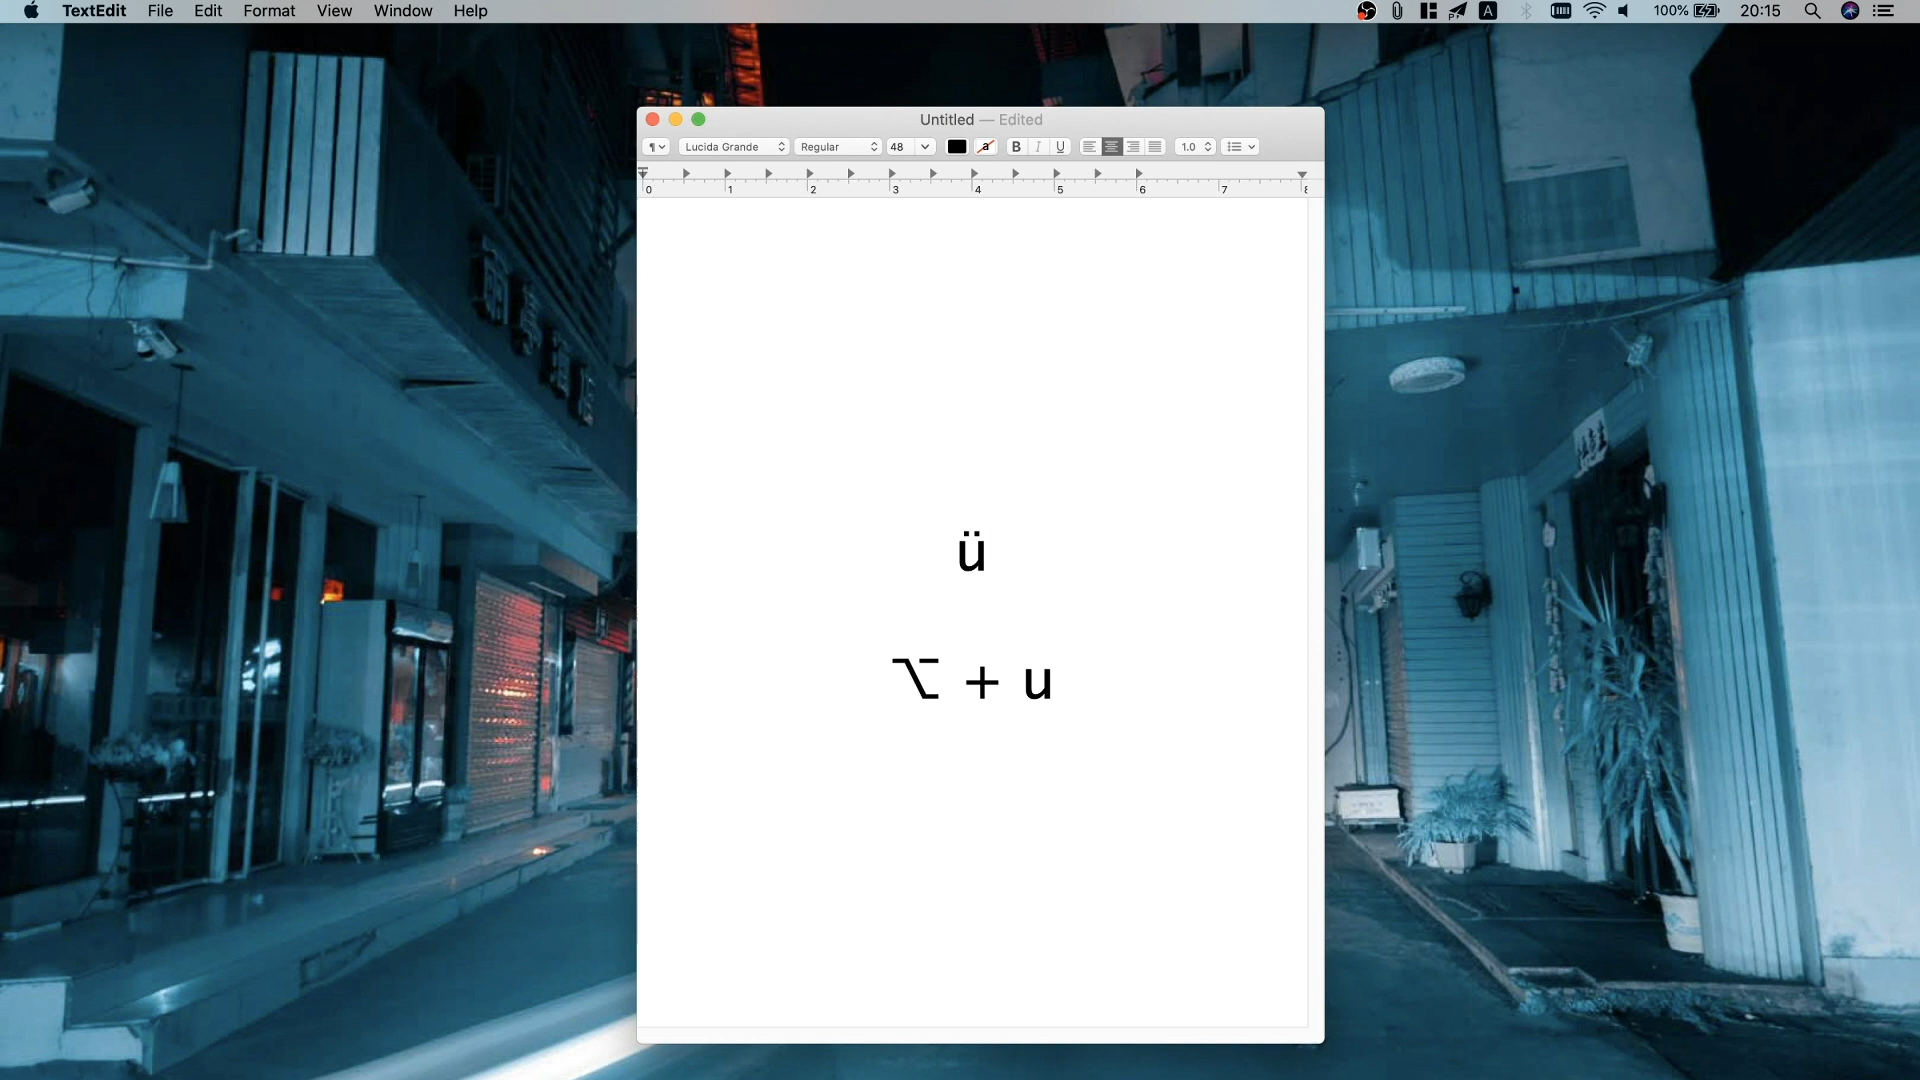 TextEdit File Edit Format View Window Help
A 100% 20:15
Untitled — Edited
¶ Lucida Grande Regular 48 a B I U 1.0
0 1 2 3 4 5 6 7
ü
⌥ + u